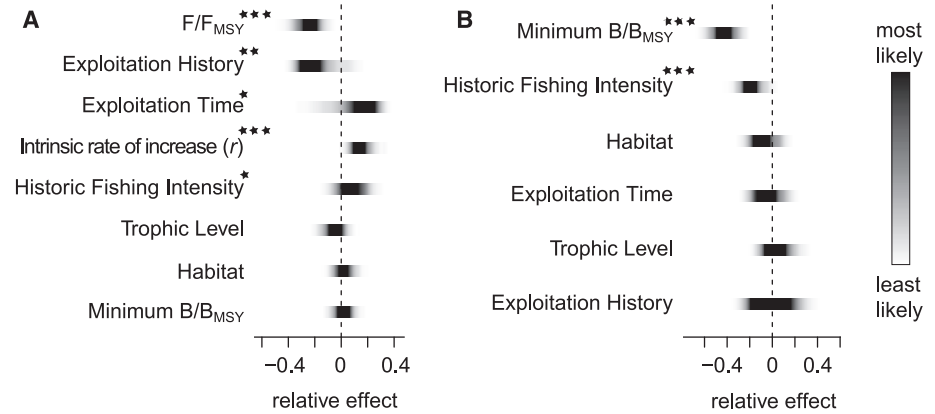 A
F/FMSY★★★
Exploitation History★★
Exploitation Time★
Intrinsic rate of increase (r)★★★
Historic Fishing Intensity★
Trophic Level
Habitat
Minimum B/BMSY
−0.4 0 0.4
relative effect
B
Minimum B/BMSY★★★
Historic Fishing Intensity★★★
Habitat
Exploitation Time
Trophic Level
Exploitation History
−0.4 0 0.4
relative effect
most
likely
least
likely